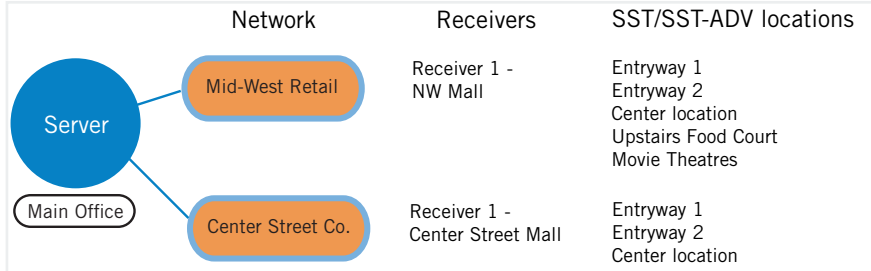 Network
Receivers
SST/SST-ADV locations
Server
Main Office
Mid-West Retail
Receiver 1 -
NW Mall
Entryway 1
Entryway 2
Center location
Upstairs Food Court
Movie Theatres
Center Street Co.
Receiver 1 -
Center Street Mall
Entryway 1
Entryway 2
Center location